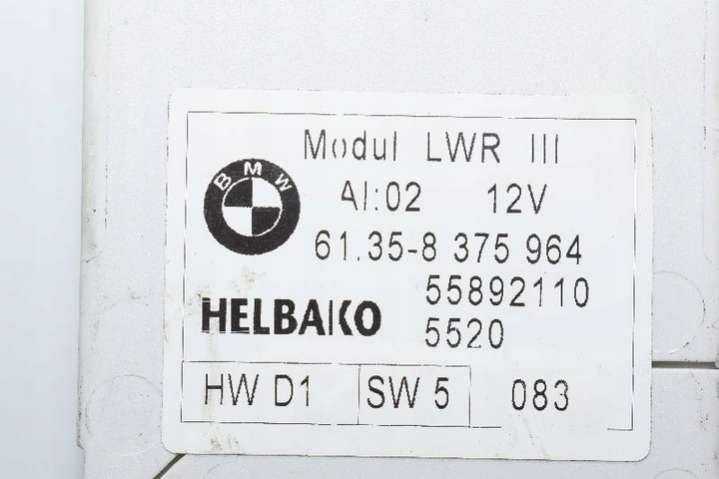 Modul LWR III
BMW
AI:02 12V
61.35-8 375 964
55892110
HELBAKO
5520
HW D1 SW 5 083